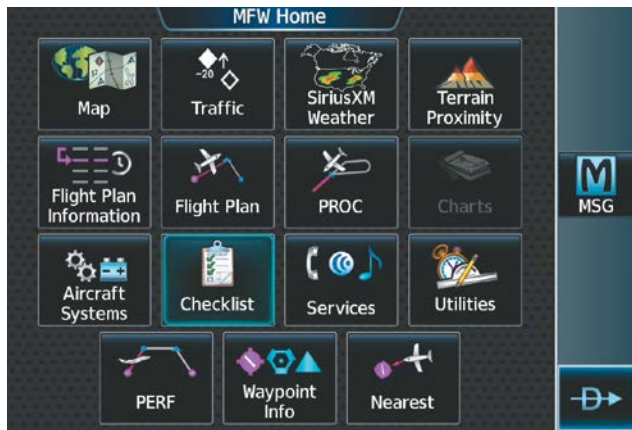 MFW Home
Map
-20
Traffic
SiriusXM
Weather
Terrain
Proximity
Flight Plan
Information
Flight Plan
PROC
Charts
M
MSG
Aircraft
Systems
Checklist
Services
Utilities
PERF
Waypoint
Info
Nearest
D